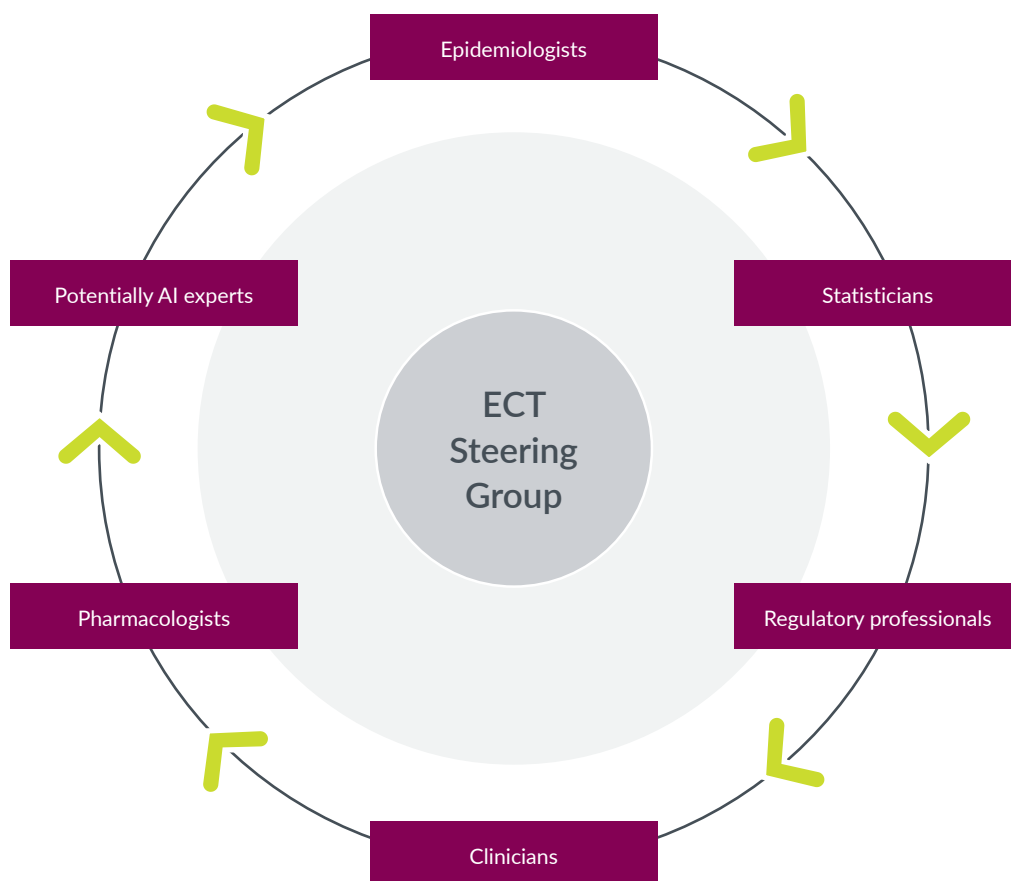 Epidemiologists
Potentially AI experts
Statisticians
ECT
Steering
Group
Pharmacologists
Regulatory professionals
Clinicians